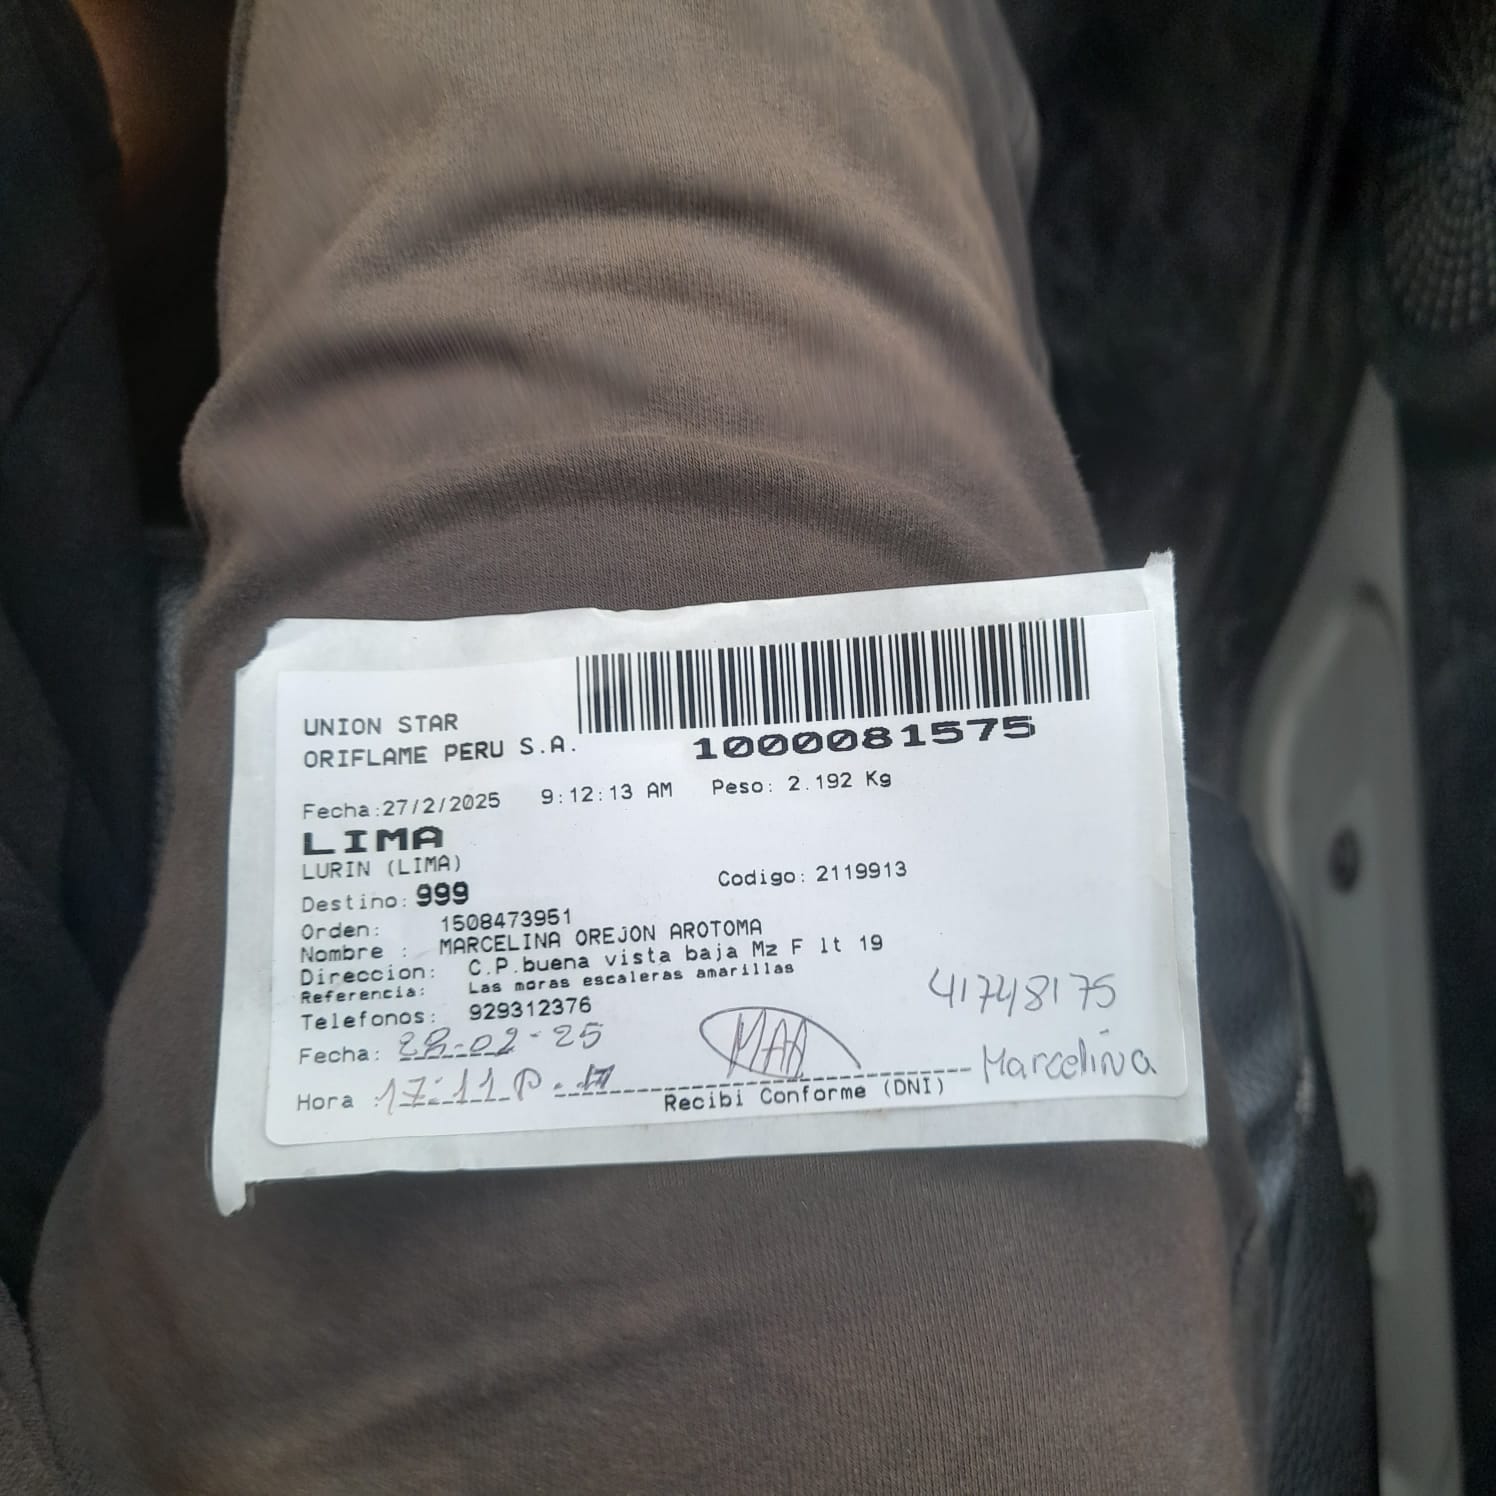 UNION STAR
ORIFLAME PERU S.A.
1000081575
Fecha:27/2/2025 9:12:13 AM Peso: 2.192 Kg
LIMA
LURIN (LIMA)
Codigo: 2119913
Destino: 999
Orden: 1508473951
Nombre : MARCELINA OREJON AROTOMA
Direccion: C.P.buena vista baja Mz F lt 19
Referencia: Las moras escaleras amarillas
41748175
Telefonos: 929312376
Fecha: 28-02-25
MAA
Marcelina
Hora : 17:11 P.M
Recibi Conforme (DNI)